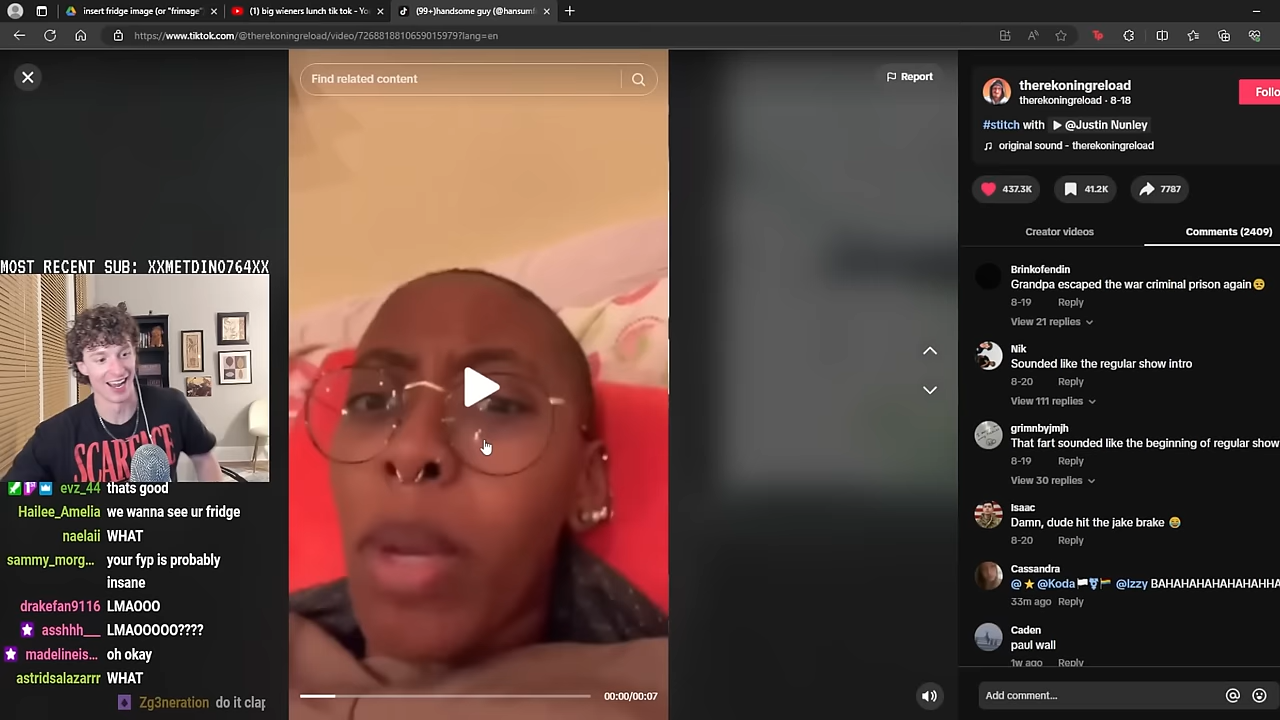 insert fridge image (or "frimage"
(1) big wieners lunch tik tok - Yo
(99+)handsome guy (@hansumf
https://www.tiktok.com/@therekoningreload/video/7268818810659015979?lang=en
Find related content
Report
MOST RECENT SUB: XXMETDINO764XX
SCARFACE
evz_44 thats good
Hailee_Amelia we wanna see ur fridge
naelaii WHAT
sammy_morg... your fyp is probably
insane
drakefan9116 LMAOOO
asshhh__ LMAOOOOO????
madelineis... oh okay
astridsalazarrr WHAT
Zg3neration do it clap
00:00/00:07
therekoningreload
therekoningreload · 8-18
Follo
#stitch with ▶ @Justin Nunley
♫ original sound - therekoningreload
437.3K 41.2K 7787
Creator videos Comments (2409)
Brinkofendin
Grandpa escaped the war criminal prison again😣
8-19 Reply
View 21 replies
Nik
Sounded like the regular show intro
8-20 Reply
View 111 replies
grimnbyjmjh
That fart sounded like the beginning of regular show
8-19 Reply
View 30 replies
Isaac
Damn, dude hit the jake brake 😂
8-20 Reply
Cassandra
@⭐ @Koda🏳️⚧️🏳️‍🌈 @Izzy BAHAHAHAHAHAHHA
33m ago Reply
Caden
paul wall
1w ago Reply
Add comment...